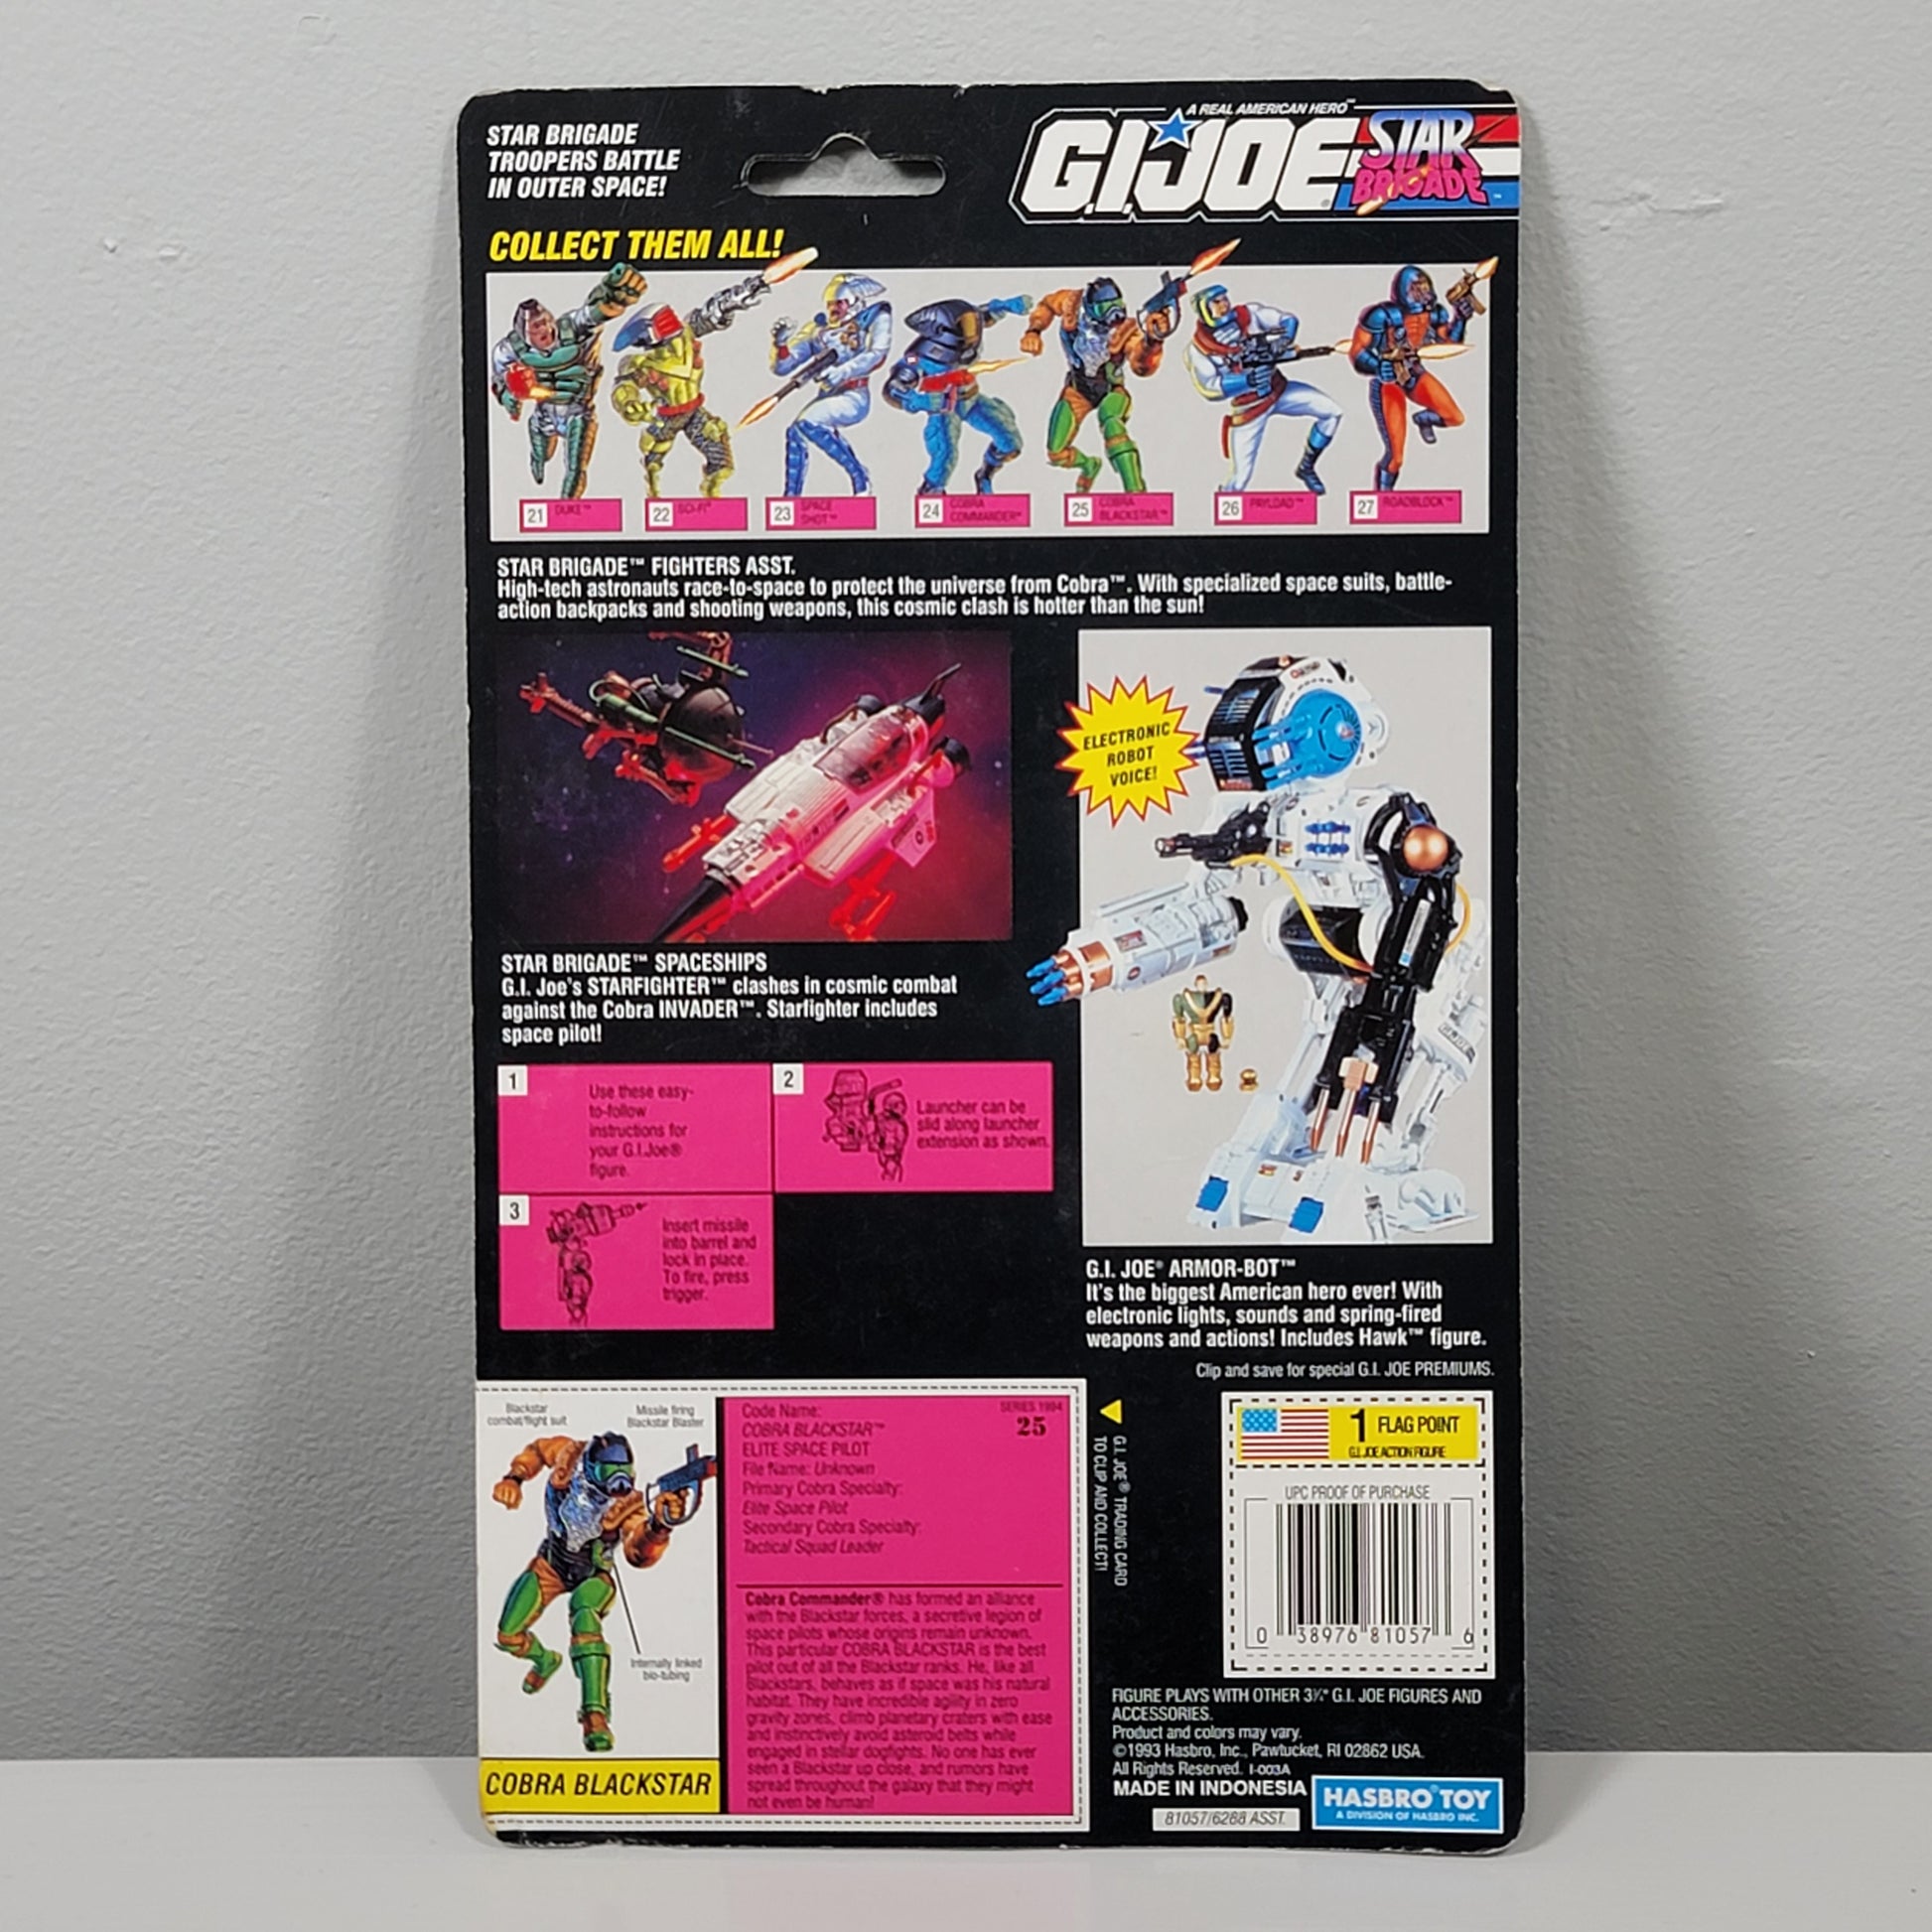 STAR BRIGADE
TROOPERS BATTLE
IN OUTER SPACE!
A REAL AMERICAN HERO™
G.I.JOE®
STAR
BRIGADE™
COLLECT THEM ALL!
21 DUKE™
22 SCI-FI®
23 SPACE
SHOT™
24 COBRA
COMMANDER®
25 COBRA
BLACKSTAR™
26 PAYLOAD™
27 ROADBLOCK™
STAR BRIGADE™ FIGHTERS ASST.
High-tech astronauts race-to-space to protect the universe from Cobra™. With specialized space suits, battle-
action backpacks and shooting weapons, this cosmic clash is hotter than the sun!
ELECTRONIC
ROBOT
VOICE!
STAR BRIGADE™ SPACESHIPS
G.I. Joe's STARFIGHTER™ clashes in cosmic combat
against the Cobra INVADER™. Starfighter includes
space pilot!
1
Use these easy-
to-follow
instructions for
your G.I.Joe®
figure.
2
Launcher can be
slid along launcher
extension as shown.
3
Insert missile
into barrel and
lock in place.
To fire, press
trigger.
G.I. JOE® ARMOR-BOT™
It's the biggest American hero ever! With
electronic lights, sounds and spring-fired
weapons and actions! Includes Hawk™ figure.
Clip and save for special G.I. JOE PREMIUMS.
Blackstar
combat/flight suit
Missile firing
Blackstar Blaster
Internally linked
bio-tubing
COBRA BLACKSTAR
SERIES 1994
25
Code Name:
COBRA BLACKSTAR™
ELITE SPACE PILOT
File Name: Unknown
Primary Cobra Specialty:
Elite Space Pilot
Secondary Cobra Specialty:
Tactical Squad Leader
Cobra Commander® has formed an alliance
with the Blackstar forces, a secretive legion of
space pilots whose origins remain unknown.
This particular COBRA BLACKSTAR is the best
pilot out of all the Blackstar ranks. He, like all
Blackstars, behaves as if space was his natural
habitat. They have incredible agility in zero
gravity zones, climb planetary craters with ease
and instinctively avoid asteroid belts while
engaged in stellar dogfights. No one has ever
seen a Blackstar up close, and rumors have
spread throughout the galaxy that they might
not even be human!
G.I. JOE® TRADING CARD
TO CLIP AND COLLECT!
1 FLAG POINT
G.I. JOE ACTION FIGURE
UPC PROOF OF PURCHASE
0 38976 81057 6
FIGURE PLAYS WITH OTHER 3¾" G.I. JOE FIGURES AND
ACCESSORIES.
Product and colors may vary.
©1993 Hasbro, Inc., Pawtucket, RI 02862 USA.
All Rights Reserved. I-003A
MADE IN INDONESIA
81057/6288 ASST.
HASBRO® TOY
A DIVISION OF HASBRO INC.